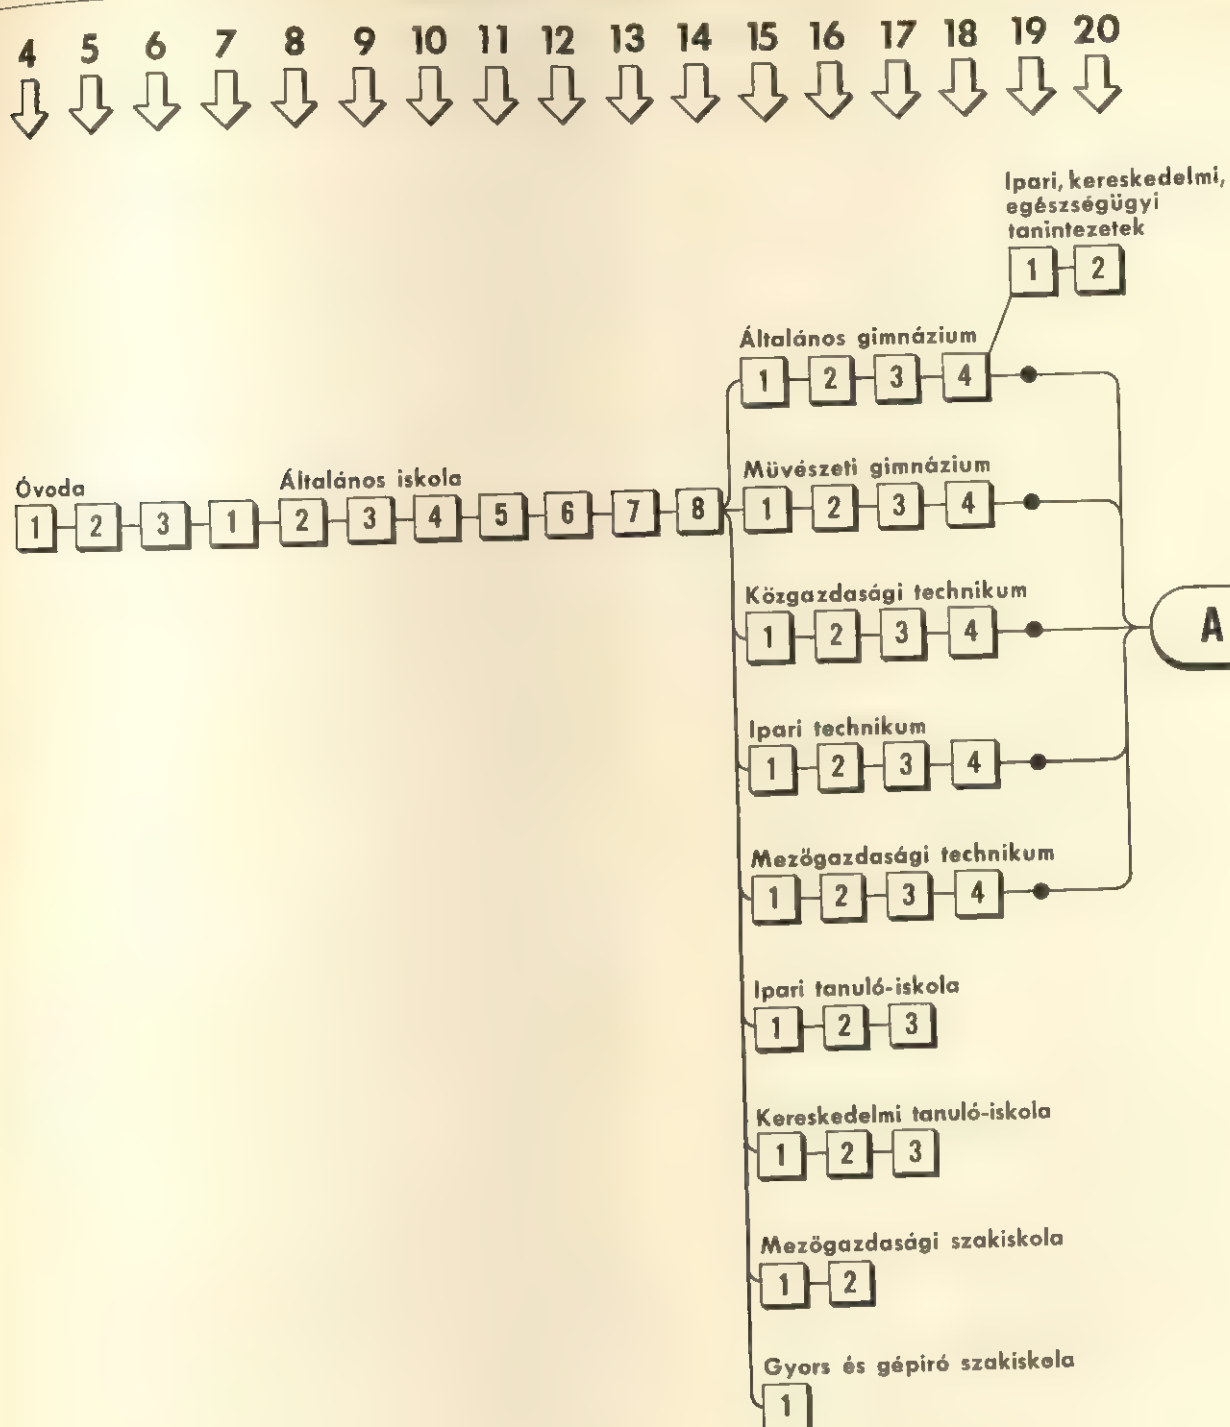 4 5 6 7 8 9 10 11 12 13 14 15 16 17 18 19 20
Ipari, kereskedelmi,
egészségügyi
tanintezetek
1 2
Általános gimnázium
1 2 3 4
Óvoda
1 2 3
Általános iskola
1 2 3 4 5 6 7 8
Müvészeti gimnázium
1 2 3 4
Közgazdasági technikum
1 2 3 4
A
Ipari technikum
1 2 3 4
Mezögazdasági technikum
1 2 3 4
Ipari tanuló-iskola
1 2 3
Kereskedelmi tanuló-iskola
1 2 3
Mezögazdasági szakiskola
1 2
Gyors és gépiró szakiskola
1